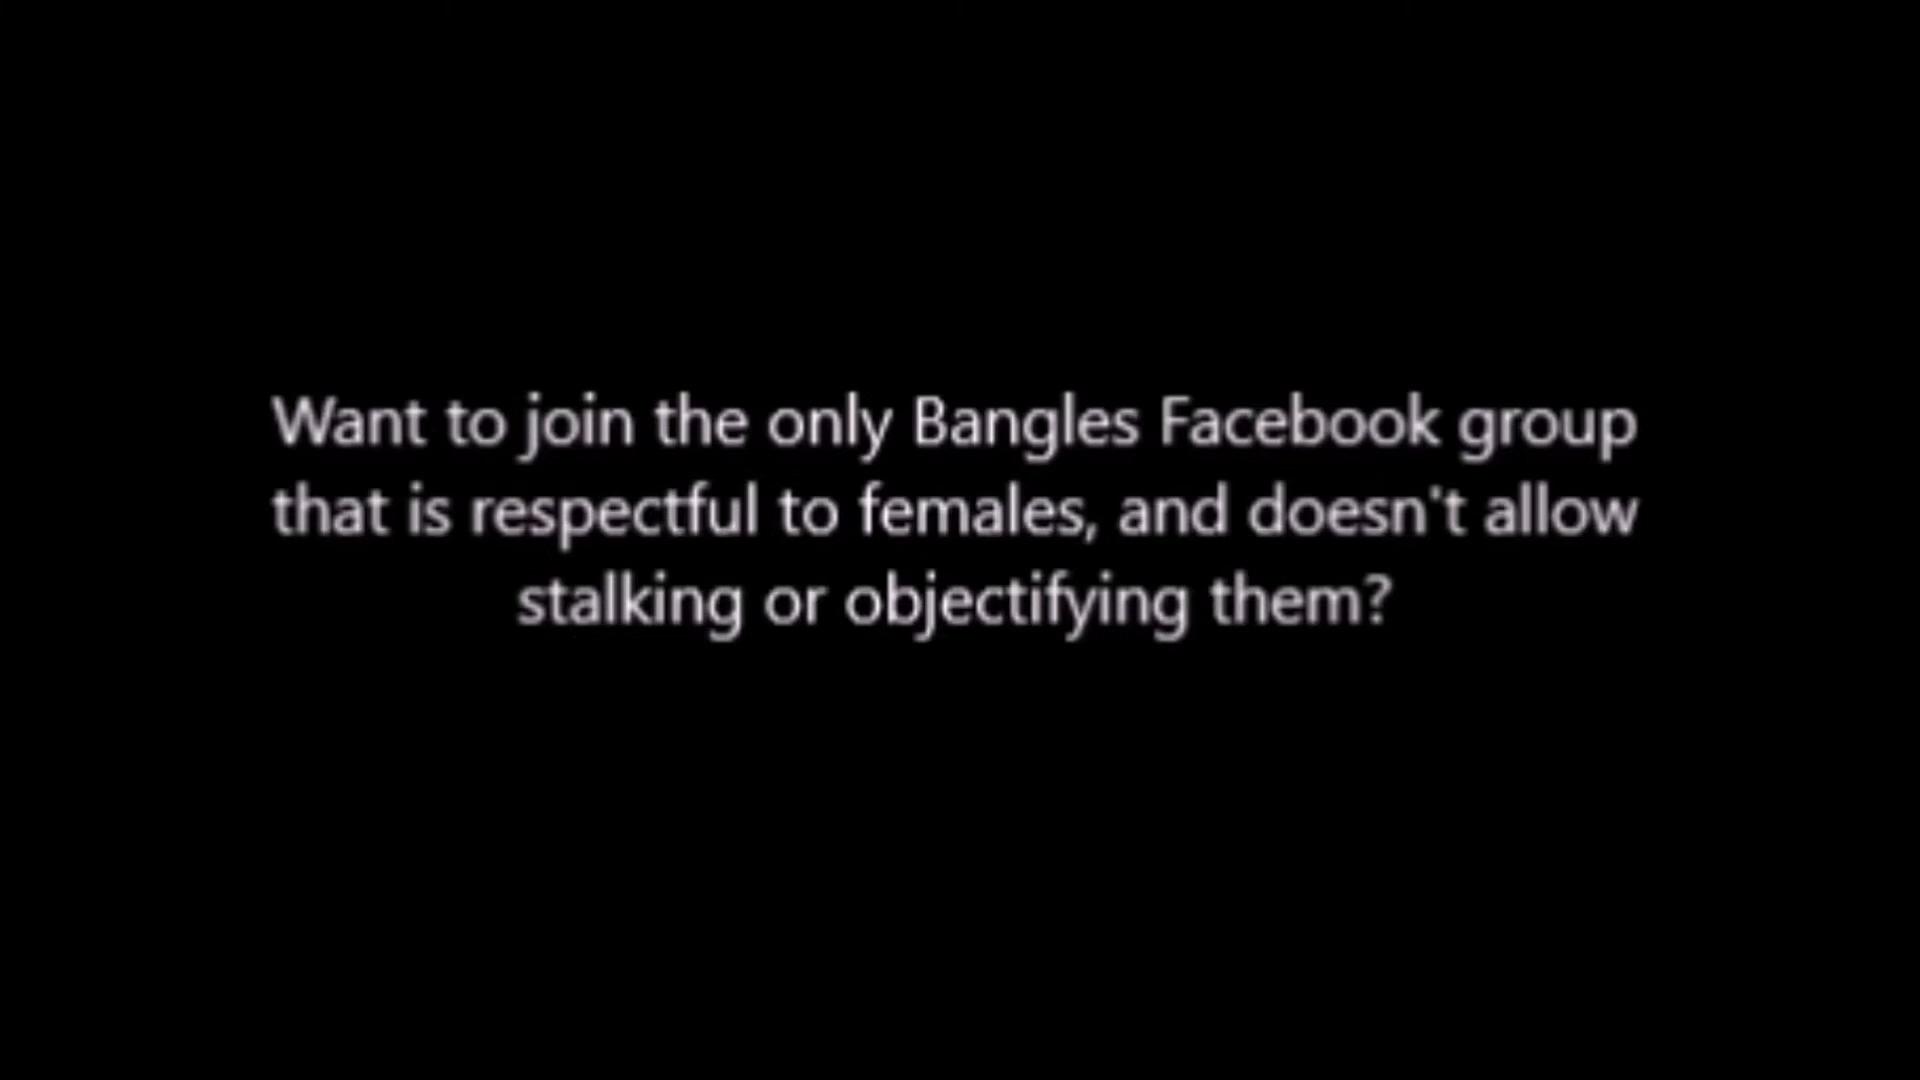 Want to join the only Bangles Facebook group
that is respectful to females, and doesn't allow
stalking or objectifying them?